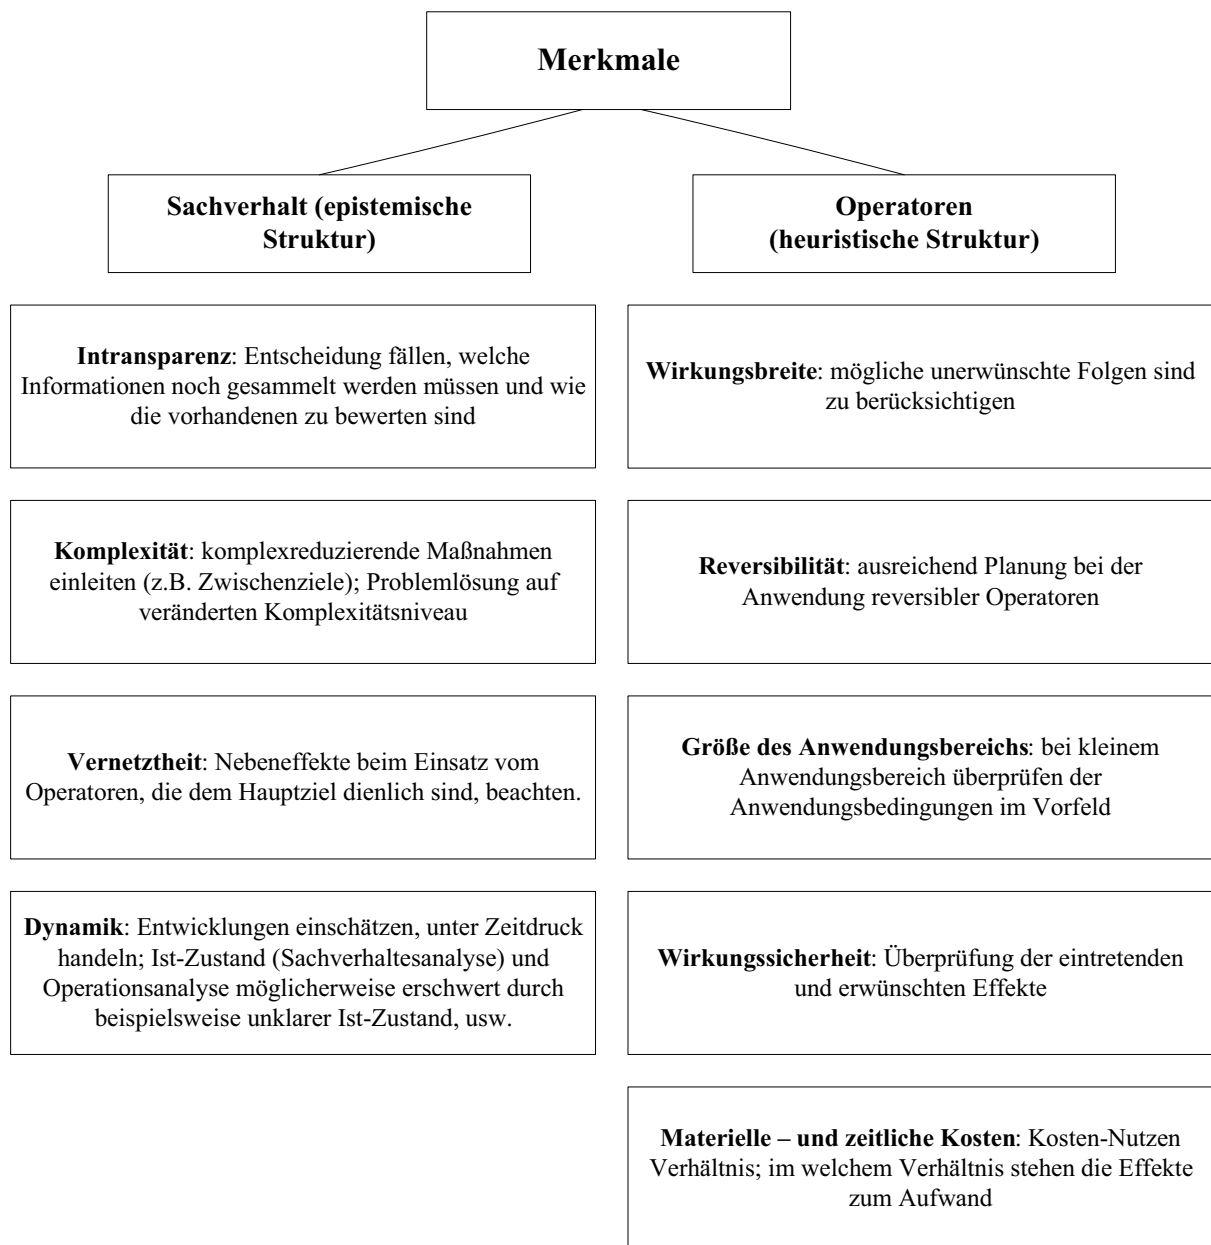 Merkmale
Sachverhalt (epistemische
Struktur)
Operatoren
(heuristische Struktur)
Intransparenz: Entscheidung fällen, welche
Informationen noch gesammelt werden müssen und wie
die vorhandenen zu bewerten sind
Wirkungsbreite: mögliche unerwünschte Folgen sind
zu berücksichtigen
Komplexität: komplexreduzierende Maßnahmen
einleiten (z.B. Zwischenziele); Problemlösung auf
veränderten Komplexitätsniveau
Reversibilität: ausreichend Planung bei der
Anwendung reversibler Operatoren
Vernetztheit: Nebeneffekte beim Einsatz vom
Operatoren, die dem Hauptziel dienlich sind, beachten.
Größe des Anwendungsbereichs: bei kleinem
Anwendungsbereich überprüfen der
Anwendungsbedingungen im Vorfeld
Dynamik: Entwicklungen einschätzen, unter Zeitdruck
handeln; Ist-Zustand (Sachverhaltesanalyse) und
Operationsanalyse möglicherweise erschwert durch
beispielsweise unklarer Ist-Zustand, usw.
Wirkungssicherheit: Überprüfung der eintretenden
und erwünschten Effekte
Materielle – und zeitliche Kosten: Kosten-Nutzen
Verhältnis; im welchem Verhältnis stehen die Effekte
zum Aufwand